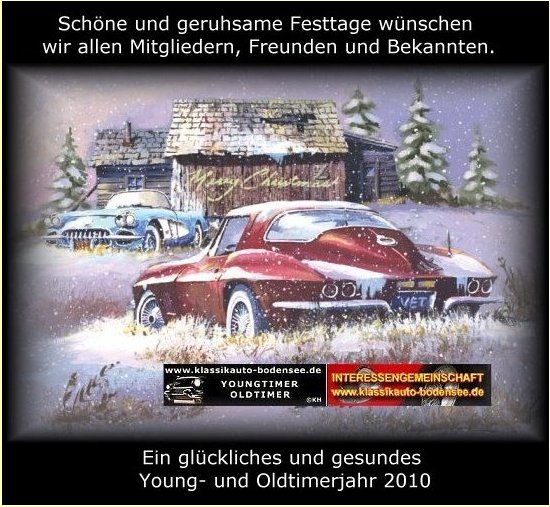 Schöne und geruhsame Festtage wünschen
wir allen Mitgliedern, Freunden und Bekannten.
Merry Christmas
VET
www.klassikauto-bodensee.de
YOUNGTIMER
OLDTIMER
©KH
INTERESSENGEMEINSCHAFT
www.klassikauto-bodensee.de
Ein glückliches und gesundes
Young- und Oldtimerjahr 2010